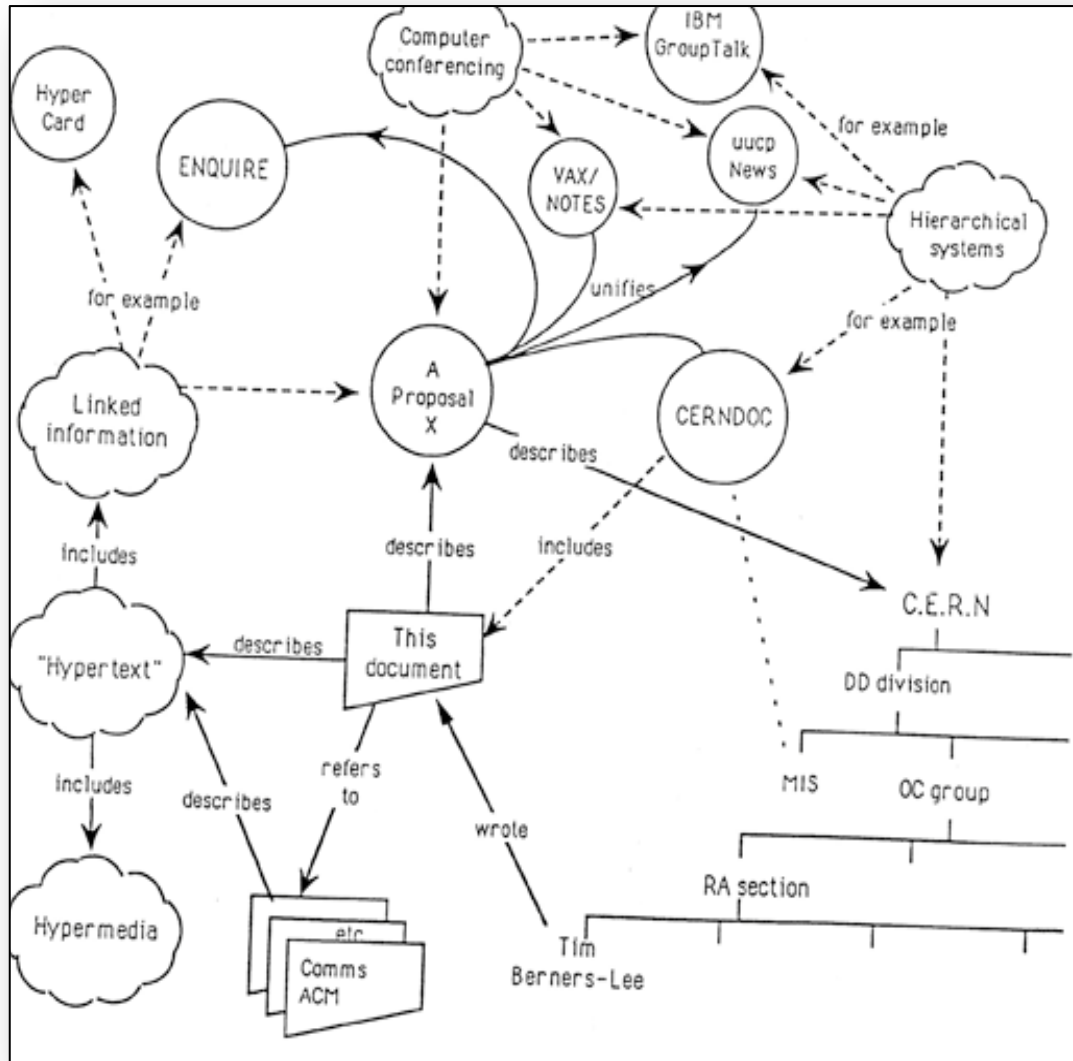 IBM
GroupTalk
Computer
conferencing
Hyper
Card
ENQUIRE
VAX/
NOTES
uucp
News
for example
Hierarchical
systems
for example
unifies
for example
A
Proposal
X
CERNDOC
Linked
information
describes
includes
describes
includes
C.E.R.N
This
document
describes
"Hypertext"
DD division
MIS
OC group
includes
describes
refers
to
wrote
RA section
Hypermedia
etc
Comms
ACM
Tim
Berners-Lee